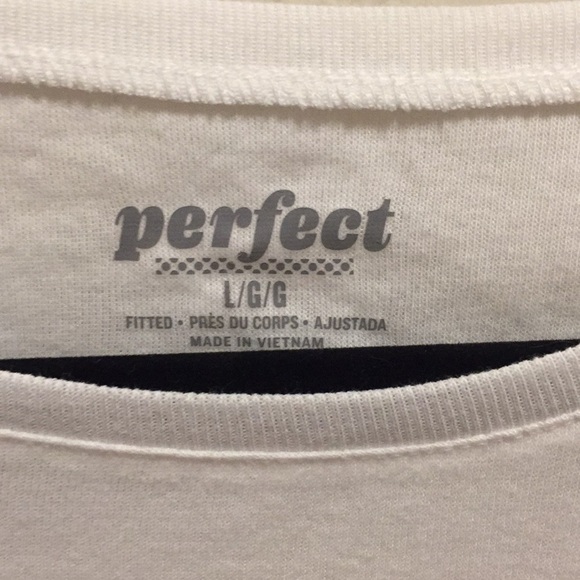 perfect
L/G/G
FITTED • PRÈS DU CORPS • AJUSTADA
MADE IN VIETNAM